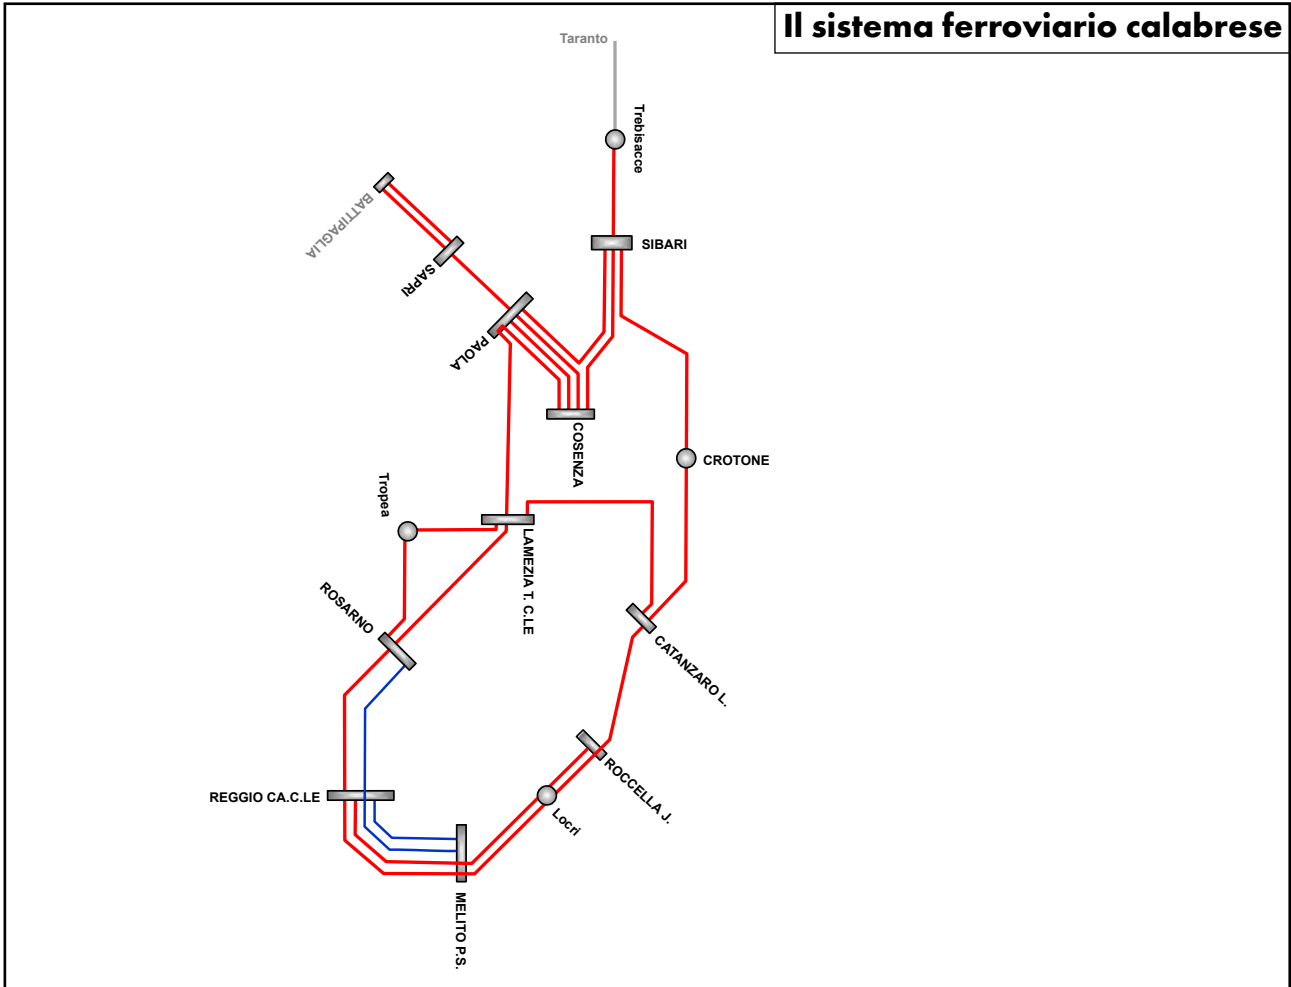 Il sistema ferroviario calabrese
Taranto
Trebisacce
BATTIPAGLIA
SIBARI
SAPRI
PAOLA
COSENZA
CROTONE
Tropea
LAMEZIA T. C.LE
ROSARNO
CATANZARO L.
ROCCELLA J.
REGGIO CA.C.LE
Locri
MELITO P.S.